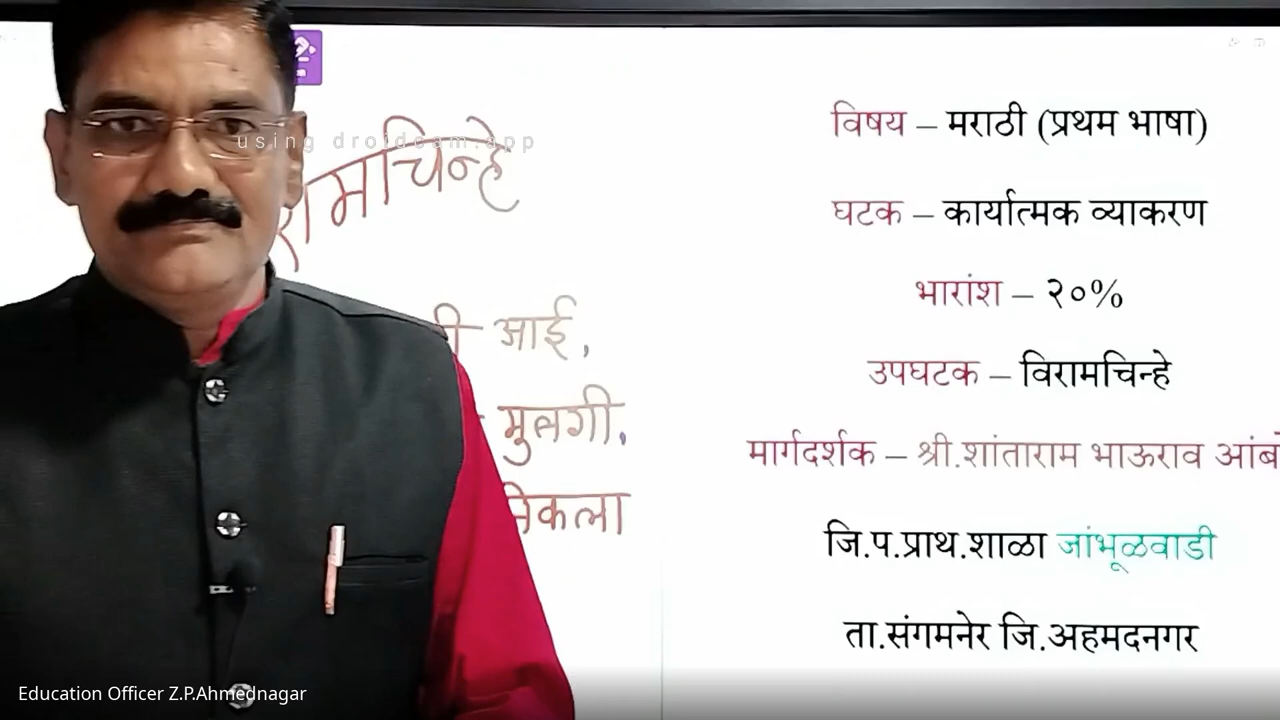 using droidcam.app
रामचिन्हे
आई,
मुलगी,
निकला
विषय – मराठी (प्रथम भाषा)
घटक – कार्यात्मक व्याकरण
भारांश – २०%
उपघटक – विरामचिन्हे
मार्गदर्शक – श्री.शांताराम भाऊराव
जि.प.प्राथ.शाळा जांभूळवाडी
ता.संगमनेर जि.अहमदनगर
Education Officer Z.P.Ahmednagar